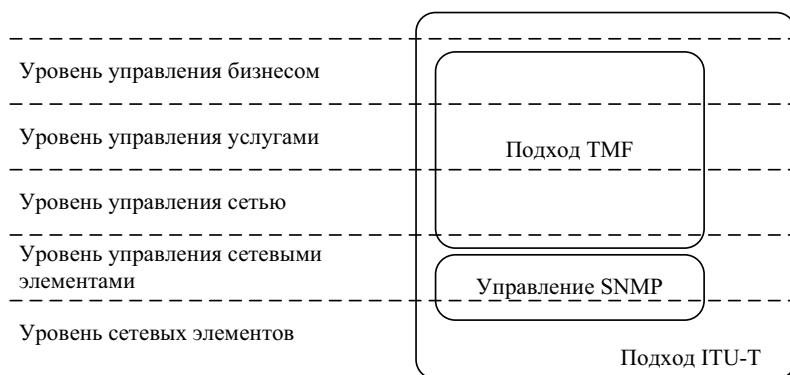 Уровень управления бизнесом
Уровень управления услугами
Подход TMF
Уровень управления сетью
Уровень управления сетевыми
элементами
Управление SNMP
Уровень сетевых элементов
Подход ITU-T